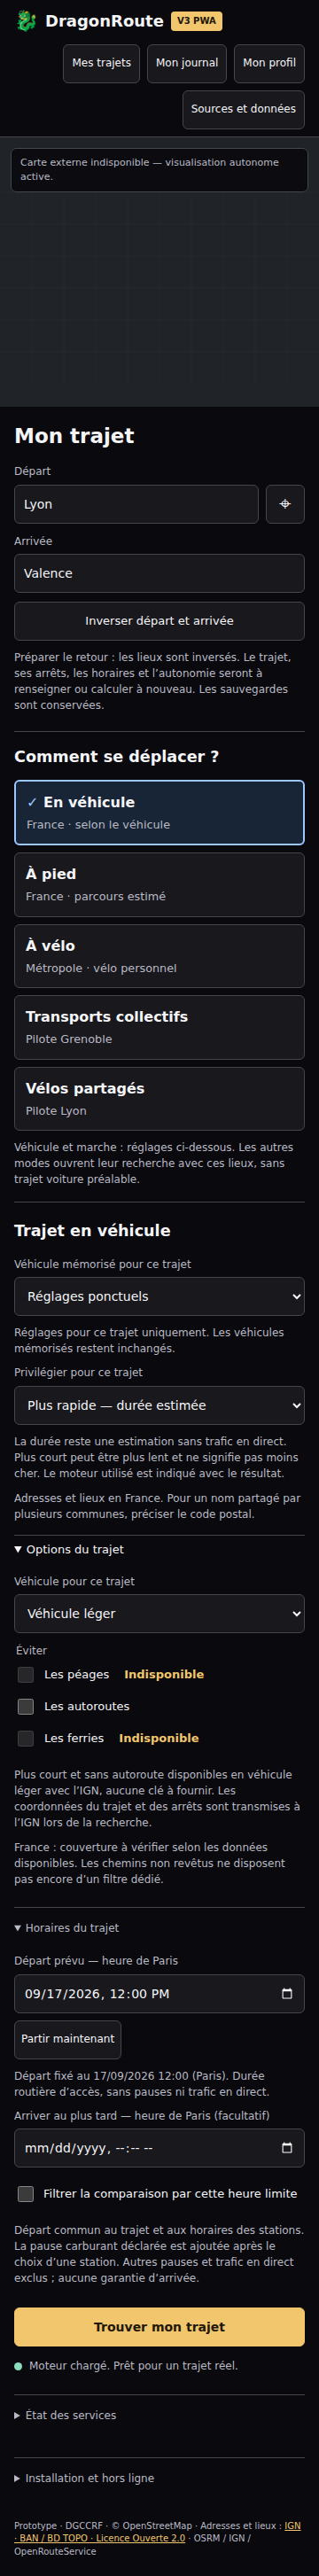 🐉 DragonRoute V3 PWA
Mes trajets Mon journal Mon profil
Sources et données
Carte externe indisponible — visualisation autonome
active.
Mon trajet
Départ
Lyon
Arrivée
Valence
Inverser départ et arrivée
Préparer le retour : les lieux sont inversés. Le trajet,
ses arrêts, les horaires et l’autonomie seront à
renseigner ou calculer à nouveau. Les sauvegardes
sont conservées.
Comment se déplacer ?
✓ En véhicule
France · selon le véhicule
À pied
France · parcours estimé
À vélo
Métropole · vélo personnel
Transports collectifs
Pilote Grenoble
Vélos partagés
Pilote Lyon
Véhicule et marche : réglages ci-dessous. Les autres
modes ouvrent leur recherche avec ces lieux, sans
trajet voiture préalable.
Trajet en véhicule
Véhicule mémorisé pour ce trajet
Réglages ponctuels
Réglages pour ce trajet uniquement. Les véhicules
mémorisés restent inchangés.
Privilégier pour ce trajet
Plus rapide — durée estimée
La durée reste une estimation sans trafic en direct.
Plus court peut être plus lent et ne signifie pas moins
cher. Le moteur utilisé est indiqué avec le résultat.
Adresses et lieux en France. Pour un nom partagé par
plusieurs communes, préciser le code postal.
▼ Options du trajet
Véhicule pour ce trajet
Véhicule léger
Éviter
Les péages Indisponible
Les autoroutes
Les ferries Indisponible
Plus court et sans autoroute disponibles en véhicule
léger avec l’IGN, aucune clé à fournir. Les
coordonnées du trajet et des arrêts sont transmises à
l’IGN lors de la recherche.
France : couverture à vérifier selon les données
disponibles. Les chemins non revêtus ne disposent
pas encore d’un filtre dédié.
▼ Horaires du trajet
Départ prévu — heure de Paris
09/17/2026, 12:00 PM
Partir maintenant
Départ fixé au 17/09/2026 12:00 (Paris). Durée
routière d’accès, sans pauses ni trafic en direct.
Arriver au plus tard — heure de Paris (facultatif)
mm/dd/yyyy, --:-- --
Filtrer la comparaison par cette heure limite
Départ commun au trajet et aux horaires des stations.
La pause carburant déclarée est ajoutée après le
choix d’une station. Autres pauses et trafic en direct
exclus ; aucune garantie d’arrivée.
Trouver mon trajet
Moteur chargé. Prêt pour un trajet réel.
▶ État des services
▶ Installation et hors ligne
Prototype · DGCCRF · © OpenStreetMap · Adresses et lieux : IGN
· BAN / BD TOPO · Licence Ouverte 2.0 · OSRM / IGN /
OpenRouteService